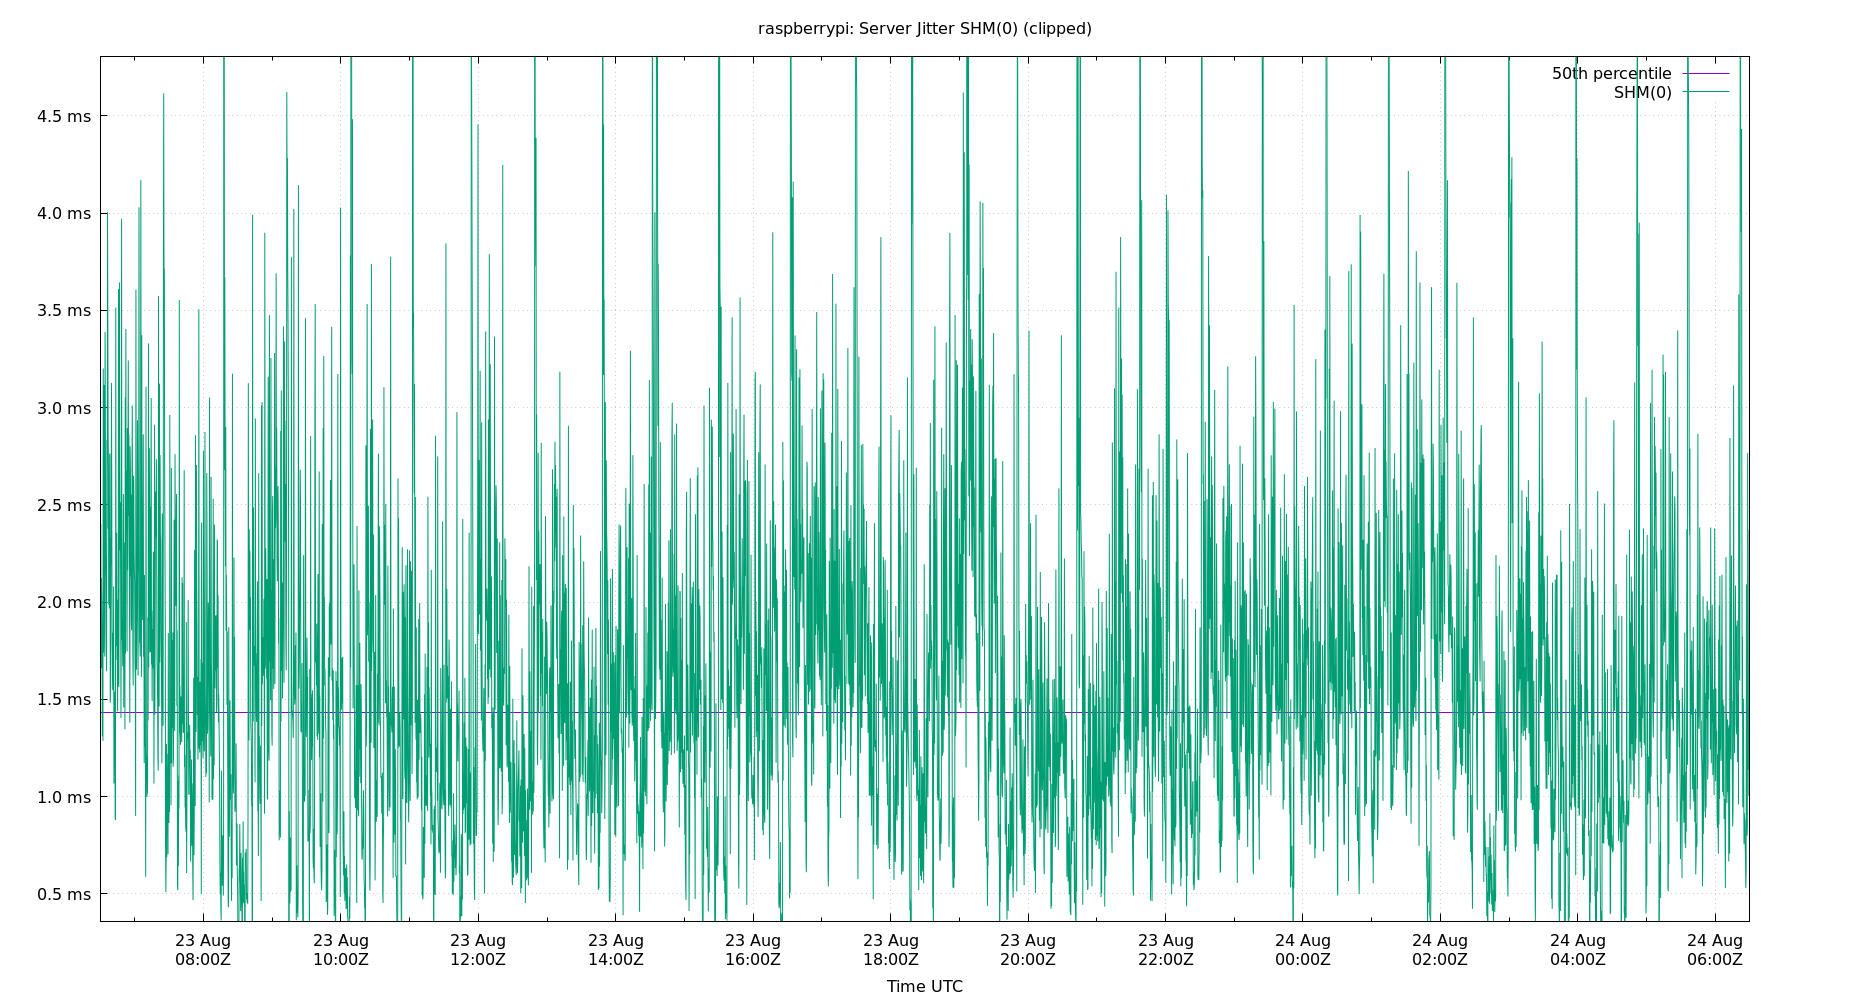 raspberrypi: Server Jitter SHM(0) (clipped)
50th percentile
SHM(0)
4.5 ms
4.0 ms
3.5 ms
3.0 ms
2.5 ms
2.0 ms
1.5 ms
1.0 ms
0.5 ms
23 Aug 23 Aug 23 Aug 23 Aug 23 Aug 23 Aug 23 Aug 23 Aug 24 Aug 24 Aug 24 Aug 24 Aug
08:00Z 10:00Z 12:00Z 14:00Z 16:00Z 18:00Z 20:00Z 22:00Z 00:00Z 02:00Z 04:00Z 06:00Z
Time UTC